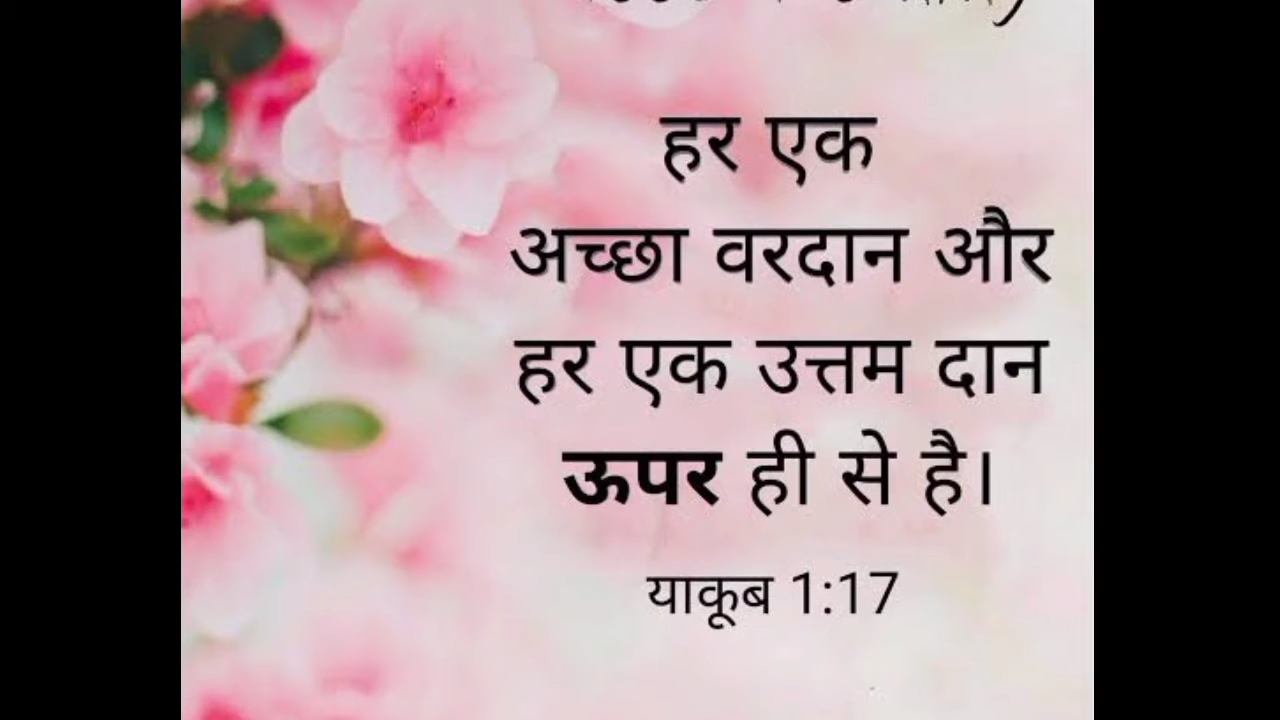 हर एक
अच्छा वरदान और
हर एक उत्तम दान
ऊपर ही से है।
याकूब 1:17